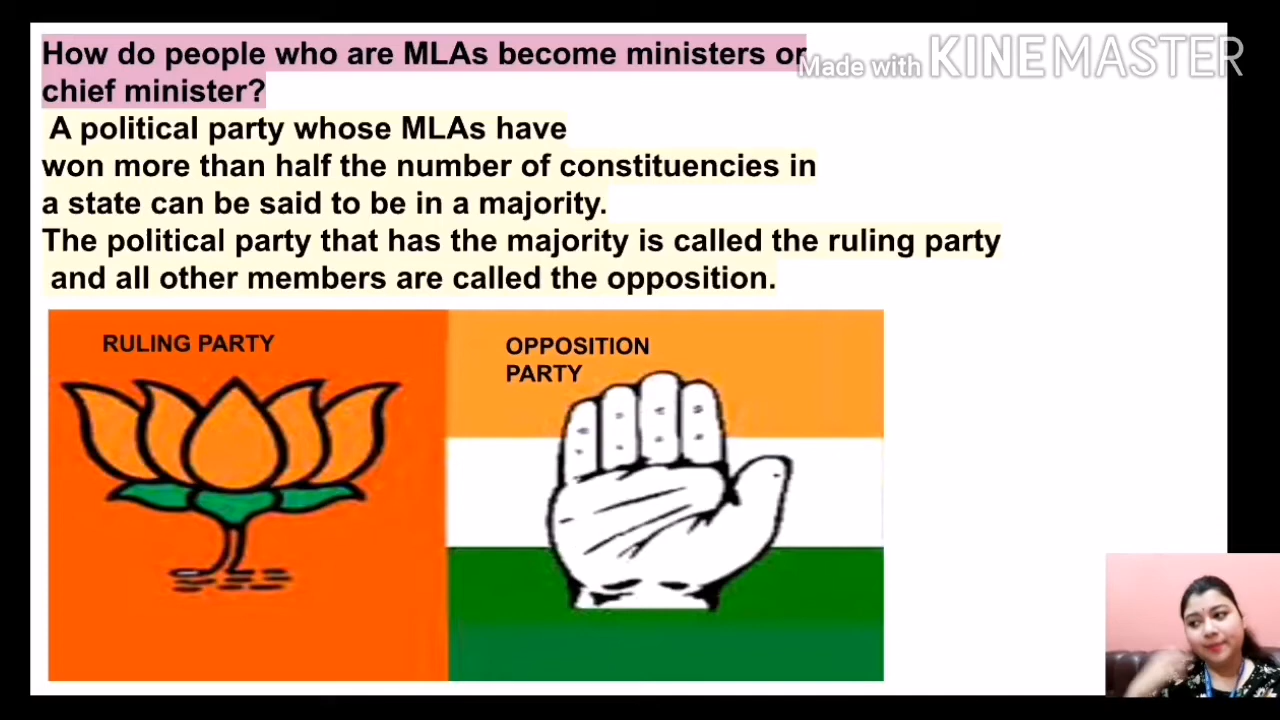 How do people who are MLAs become ministers or
chief minister?
Made with KINEMASTER
A political party whose MLAs have
won more than half the number of constituencies in
a state can be said to be in a majority.
The political party that has the majority is called the ruling party
and all other members are called the opposition.
RULING PARTY
OPPOSITION
PARTY